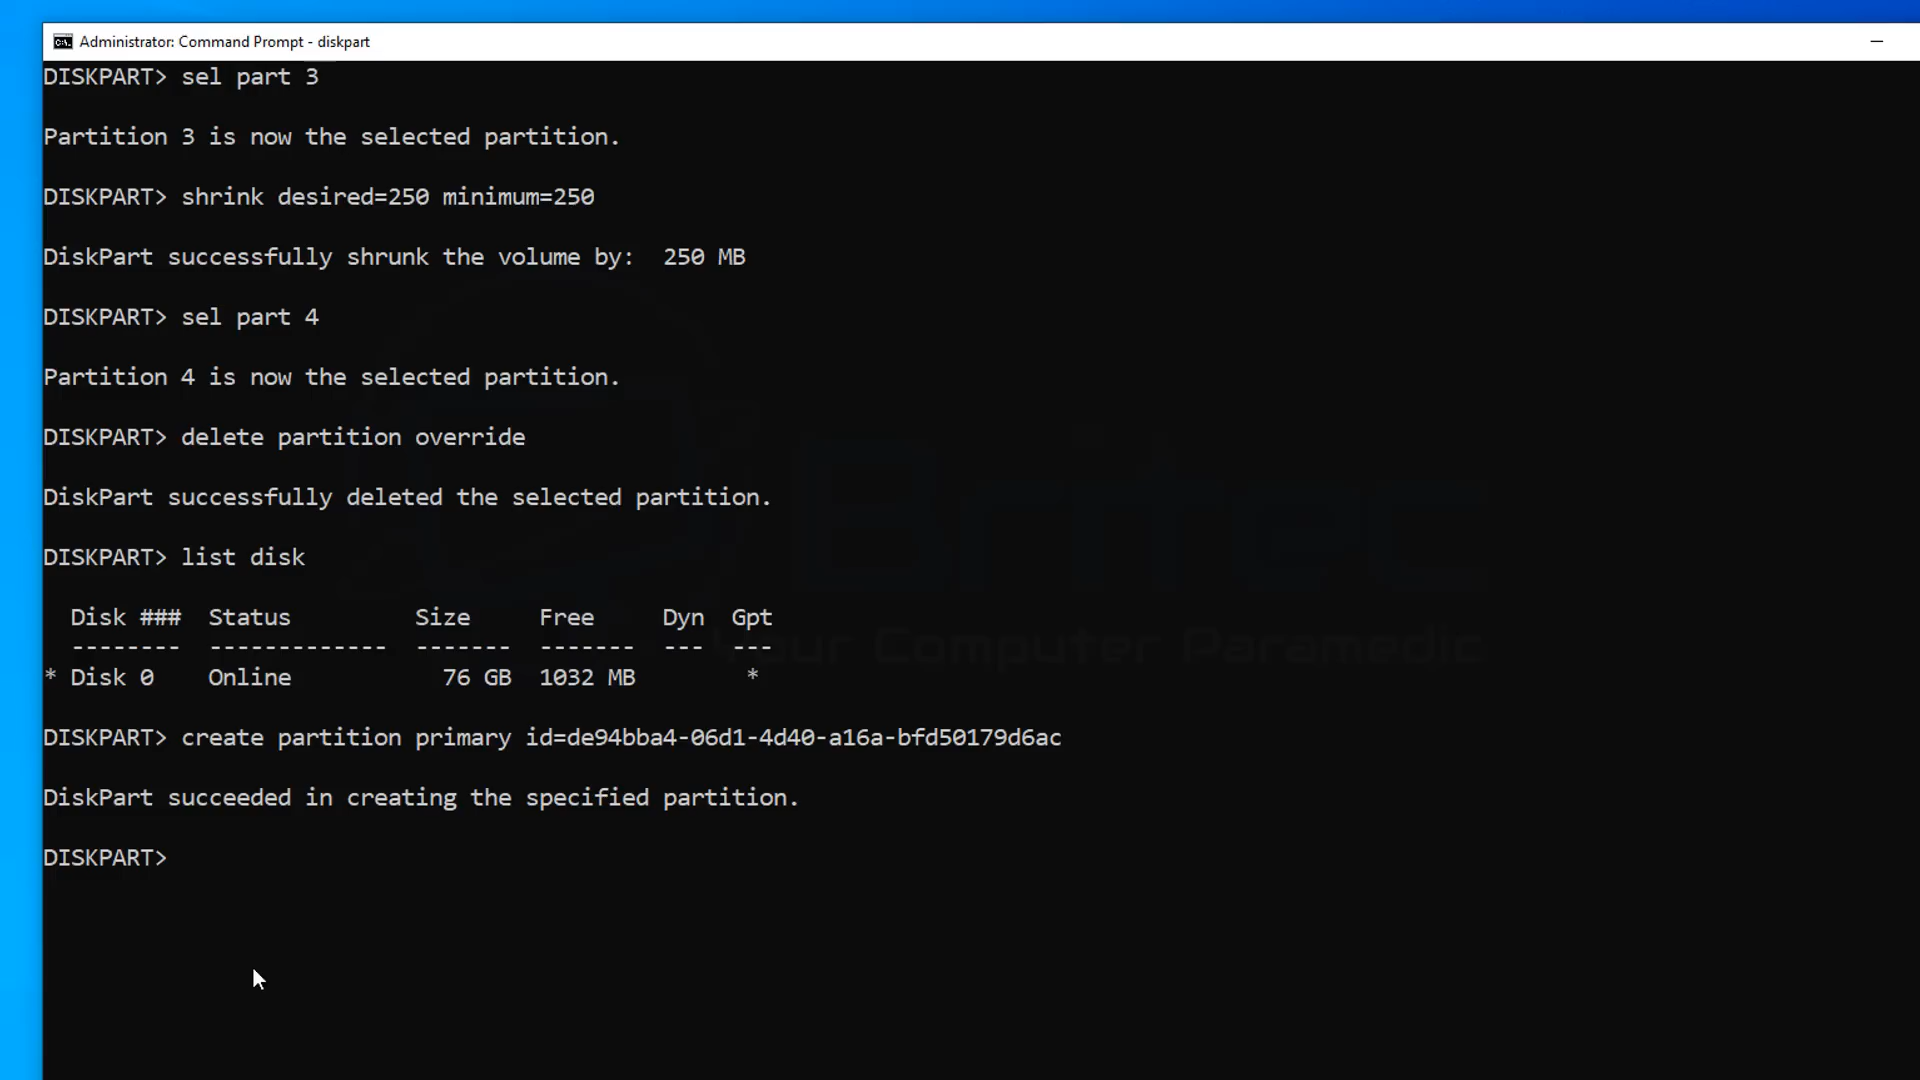 Administrator: Command Prompt - diskpart
DISKPART> sel part 3
Partition 3 is now the selected partition.
DISKPART> shrink desired=250 minimum=250
DiskPart successfully shrunk the volume by:  250 MB
DISKPART> sel part 4
Partition 4 is now the selected partition.
DISKPART> delete partition override
DiskPart successfully deleted the selected partition.
DISKPART> list disk
  Disk ###  Status         Size     Free     Dyn  Gpt
  --------  -------------  -------  -------  ---  ---
* Disk 0    Online           76 GB  1032 MB        *
DISKPART> create partition primary id=de94bba4-06d1-4d40-a16a-bfd50179d6ac
DiskPart succeeded in creating the specified partition.
DISKPART>
Britec
Your Computer Paramedic